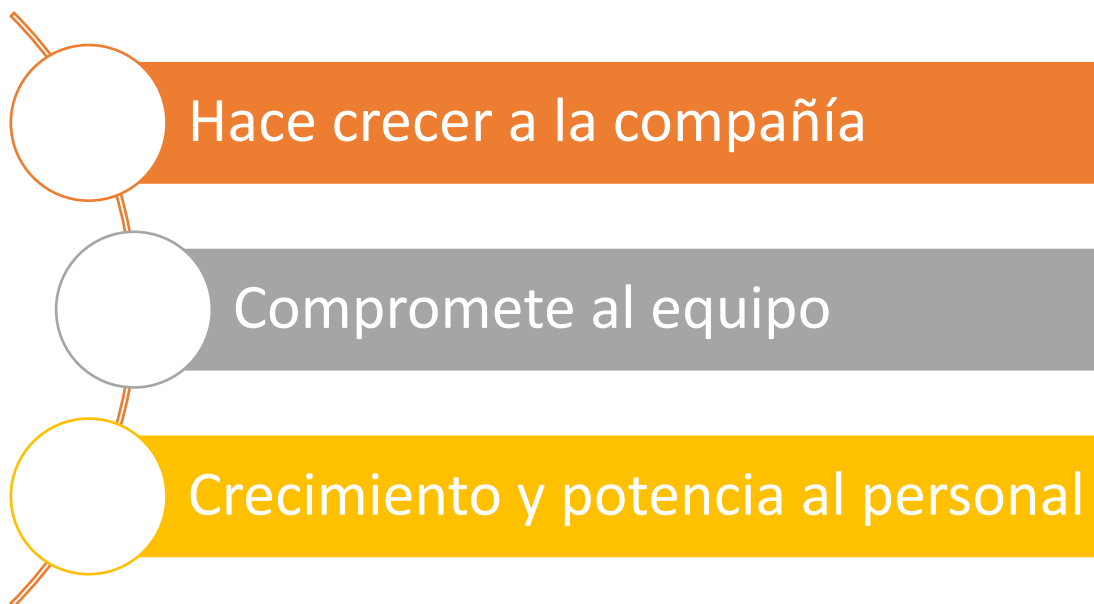 Hace crecer a la compañía
Compromete al equipo
Crecimiento y potencia al personal